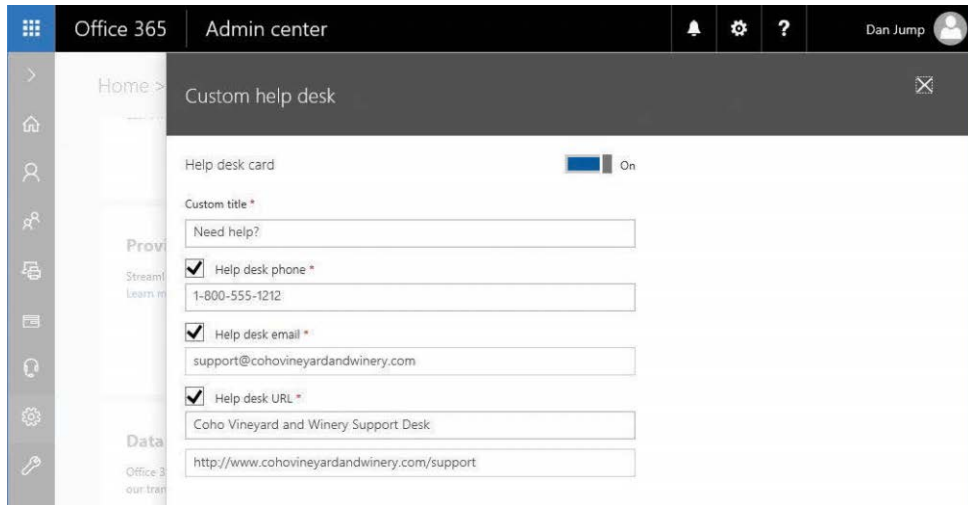 Office 365 Admin center ? Dan Jump
Home >
Custom help desk
Help desk card On
Custom title *
Need help?
Provi
Streaml
Learn m
Help desk phone *
1-800-555-1212
Help desk email *
support@cohovineyardandwinery.com
Help desk URL *
Coho Vineyard and Winery Support Desk
Data
http://www.cohovineyardandwinery.com/support
Office 3
our tran